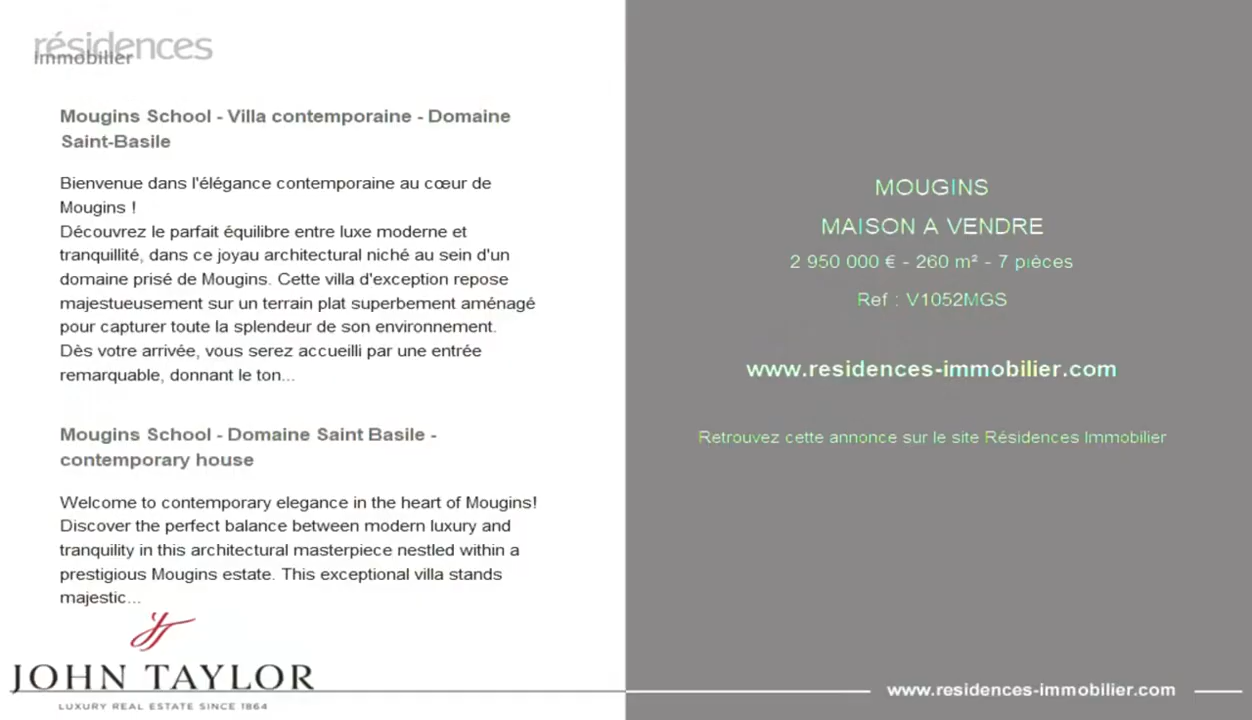 résidences
immobilier
Mougins School - Villa contemporaine - Domaine
Saint-Basile
Bienvenue dans l'élégance contemporaine au cœur de
Mougins !
Découvrez le parfait équilibre entre luxe moderne et
tranquillité, dans ce joyau architectural niché au sein d'un
domaine prisé de Mougins. Cette villa d'exception repose
majestueusement sur un terrain plat superbement aménagé
pour capturer toute la splendeur de son environnement.
Dès votre arrivée, vous serez accueilli par une entrée
remarquable, donnant le ton...
Mougins School - Domaine Saint Basile -
contemporary house
Welcome to contemporary elegance in the heart of Mougins!
Discover the perfect balance between modern luxury and
tranquility in this architectural masterpiece nestled within a
prestigious Mougins estate. This exceptional villa stands
majestic...
JOHN TAYLOR
LUXURY REAL ESTATE SINCE 1864
MOUGINS
MAISON A VENDRE
2 950 000 € - 260 m² - 7 pièces
Ref : V1052MGS
www.residences-immobilier.com
Retrouvez cette annonce sur le site Résidences Immobilier
www.residences-immobilier.com